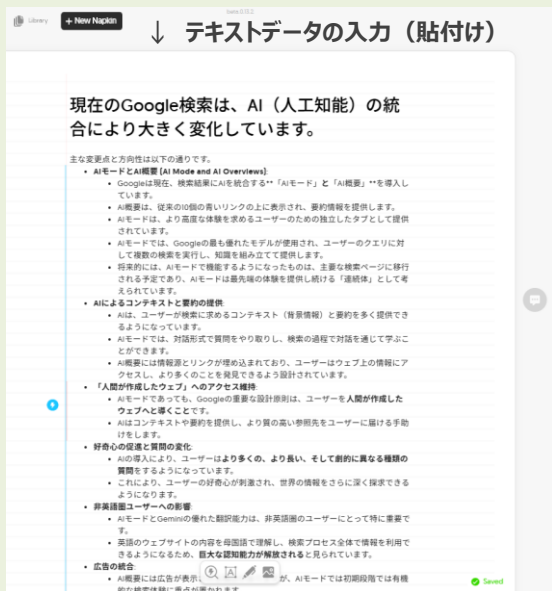 Library
+ New Napkin
beta.0.13.2
↓ テキストデータの入力（貼付け）
現在のGoogle検索は、AI（人工知能）の統
合により大きく変化しています。
主な変更点と方向性は以下の通りです。
• AIモードとAI概要 (AI Mode and AI Overviews):
• Googleは現在、検索結果にAIを統合する**「AIモード」と「AI概要」**を導入し
ています。
• AI概要は、従来の10個の青いリンクの上に表示され、要約情報を提供します。
• AIモードは、より高度な体験を求めるユーザーのための独立したタブとして提供
されています。
• AIモードでは、Googleの最も優れたモデルが使用され、ユーザーのクエリに対
して複数の検索を実行し、知識を組み立てて提供します。
• 将来的には、AIモードで機能するようになったものは、主要な検索ページに移行
される予定であり、AIモードは最先端の体験を提供し続ける「連続体」として考
えられています。
• AIによるコンテキストと要約の提供:
• AIは、ユーザーが検索に求めるコンテキスト（背景情報）と要約を多く提供でき
るようになっています。
• AIモードでは、対話形式で質問をやり取りし、検索の過程で対話を通じて学ぶこ
とができます。
• AI概要には情報源とリンクが埋め込まれており、ユーザーはウェブ上の情報にア
クセスし、より多くのことを発見できるよう設計されています。
• 「人間が作成したウェブ」へのアクセス維持:
• AIモードであっても、Googleの重要な設計原則は、ユーザーを人間が作成した
ウェブへと導くことです。
• AIはコンテキストや要約を提供し、より質の高い参照先をユーザーに届ける手助
けをします。
• 好奇心の促進と質問の変化:
• AIの導入により、ユーザーはより多くの、より長い、そして劇的に異なる種類の
質問をするようになっています。
• これにより、ユーザーの好奇心が刺激され、世界の情報をさらに深く探求できる
ようになります。
• 非英語圏ユーザーへの影響:
• AIモードとGeminiの優れた翻訳能力は、非英語圏のユーザーにとって特に重要で
す。
• 英語のウェブサイトの内容を母国語で理解し、検索プロセス全体で情報を利用で
きるようになるため、巨大な認知能力が解放されると見られています。
• 広告の統合:
• AI概要には広告が表示 が、AIモードでは初期段階では有機
的な検索体験に重点が置かれます。
Saved